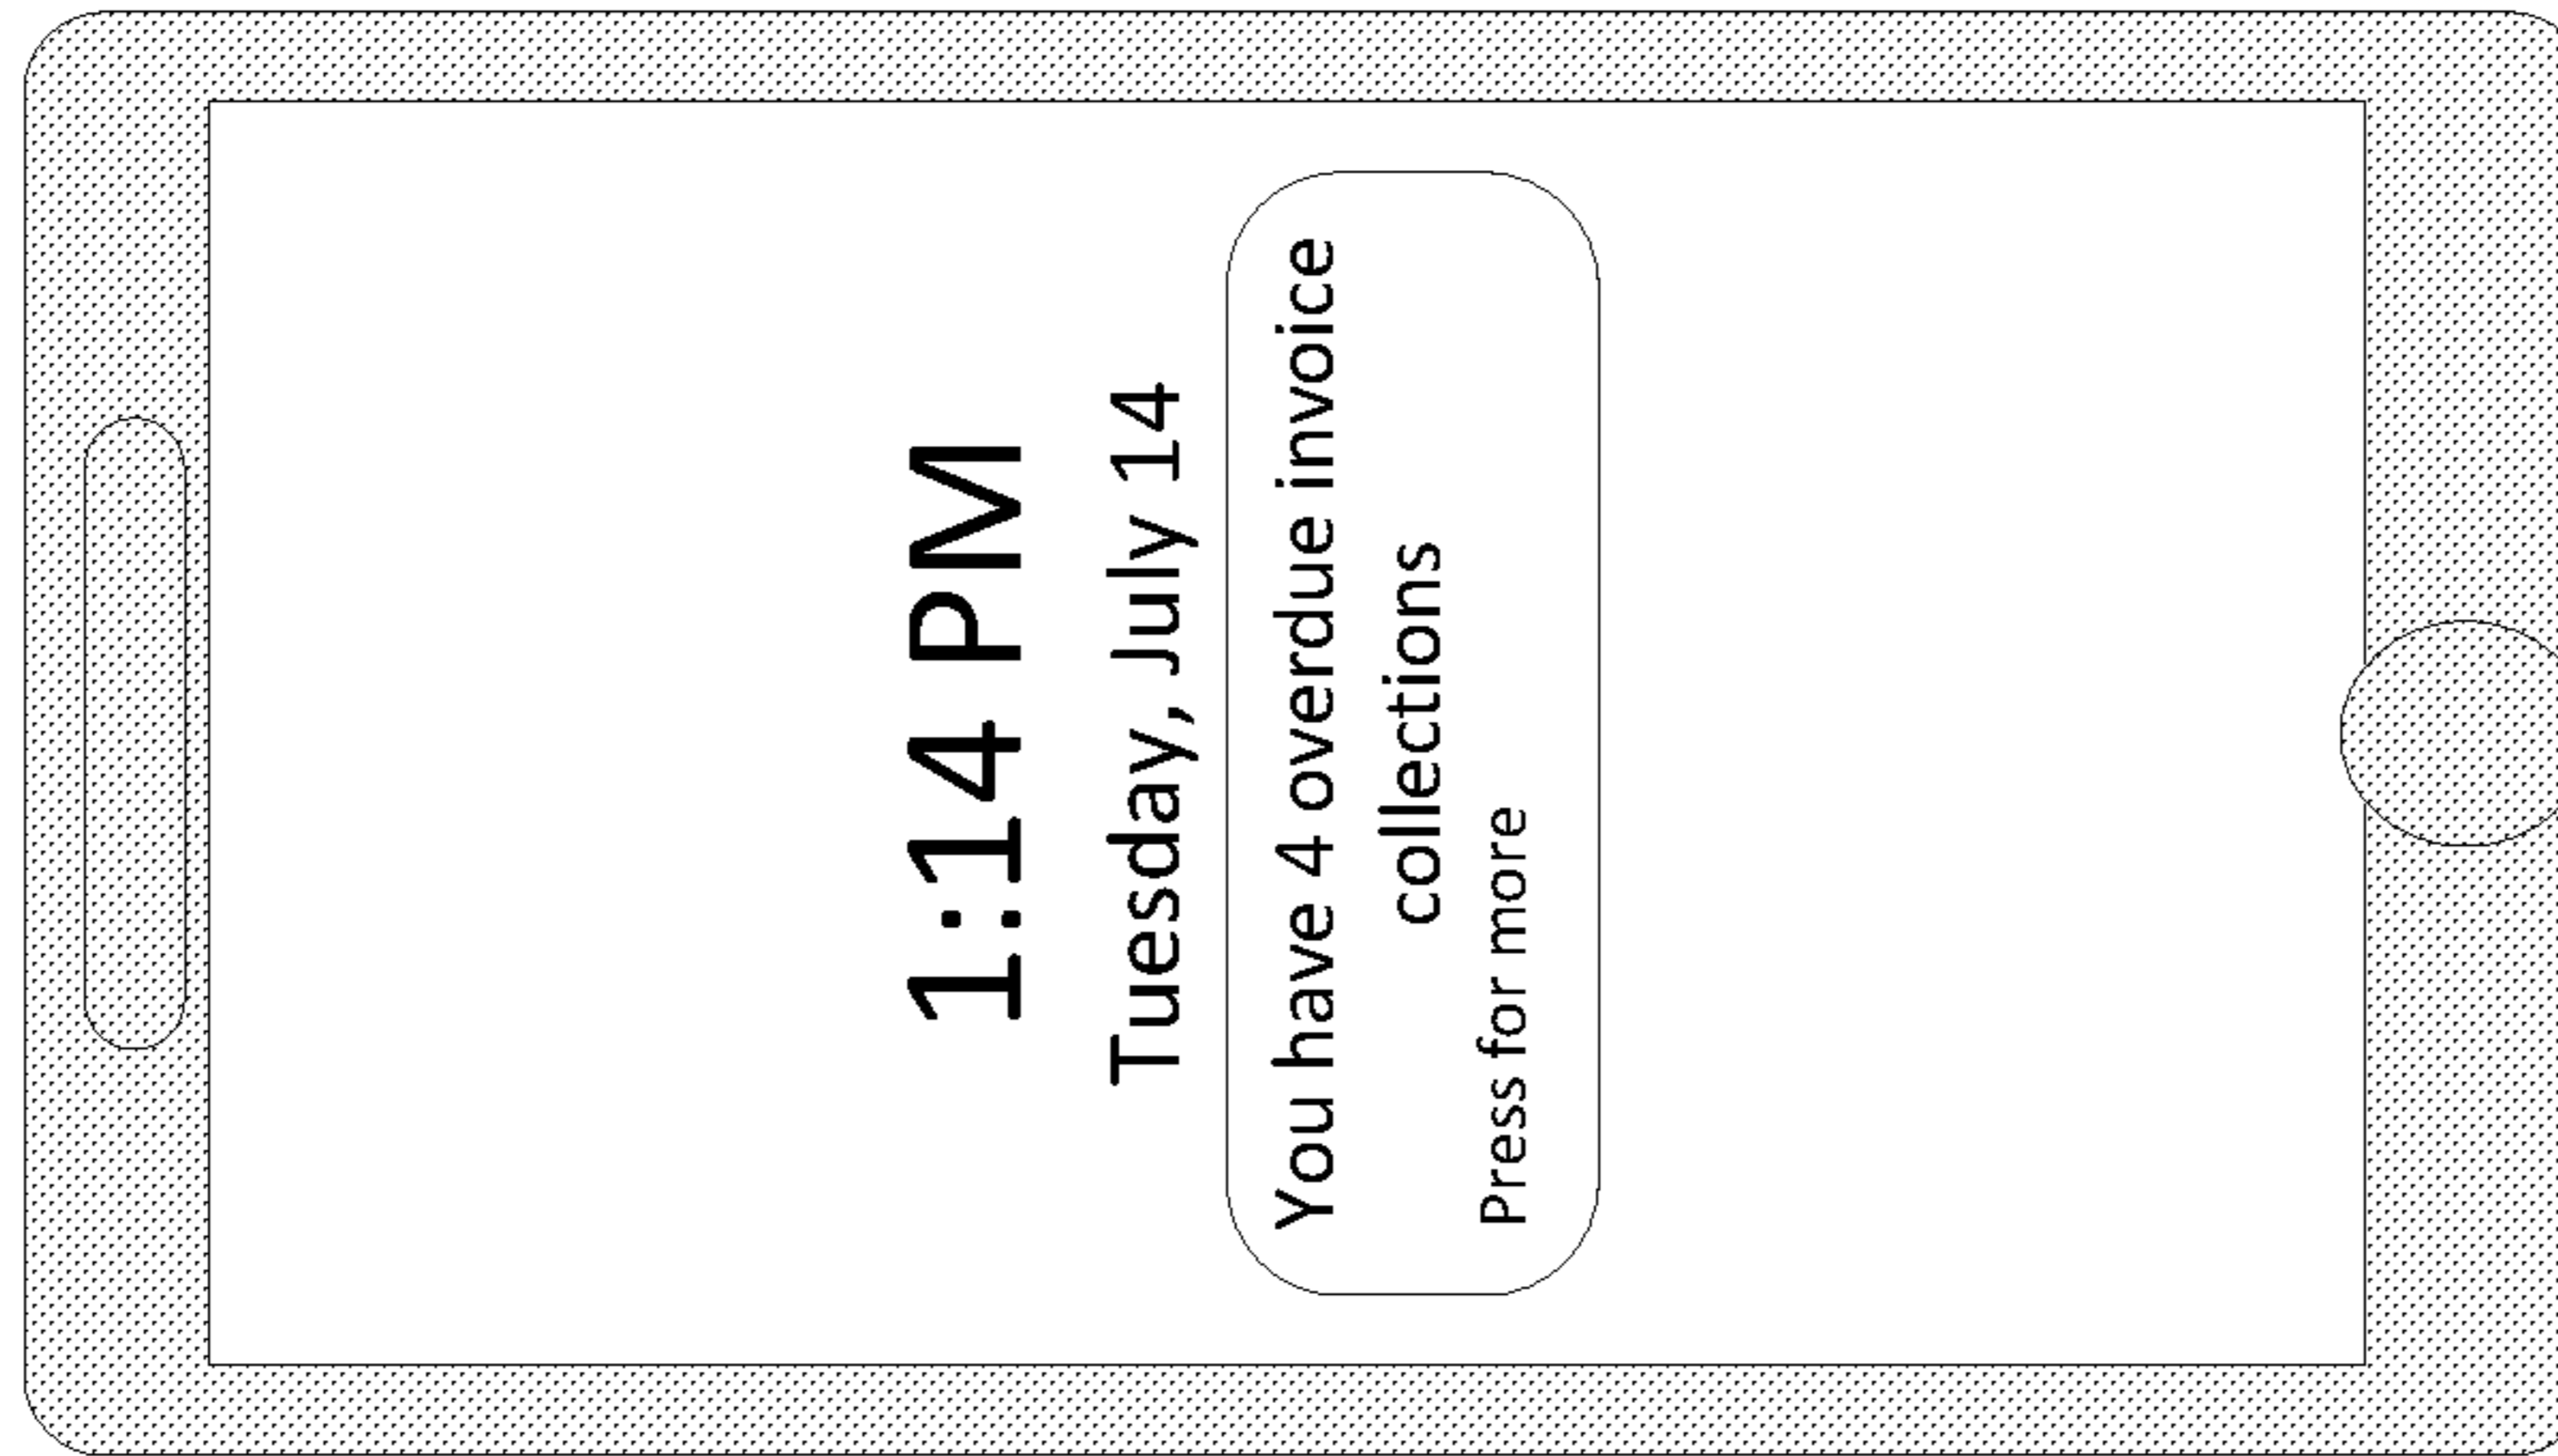 1:14 PM
Tuesday, July 14
You have 4 overdue invoice
collections
Press for more